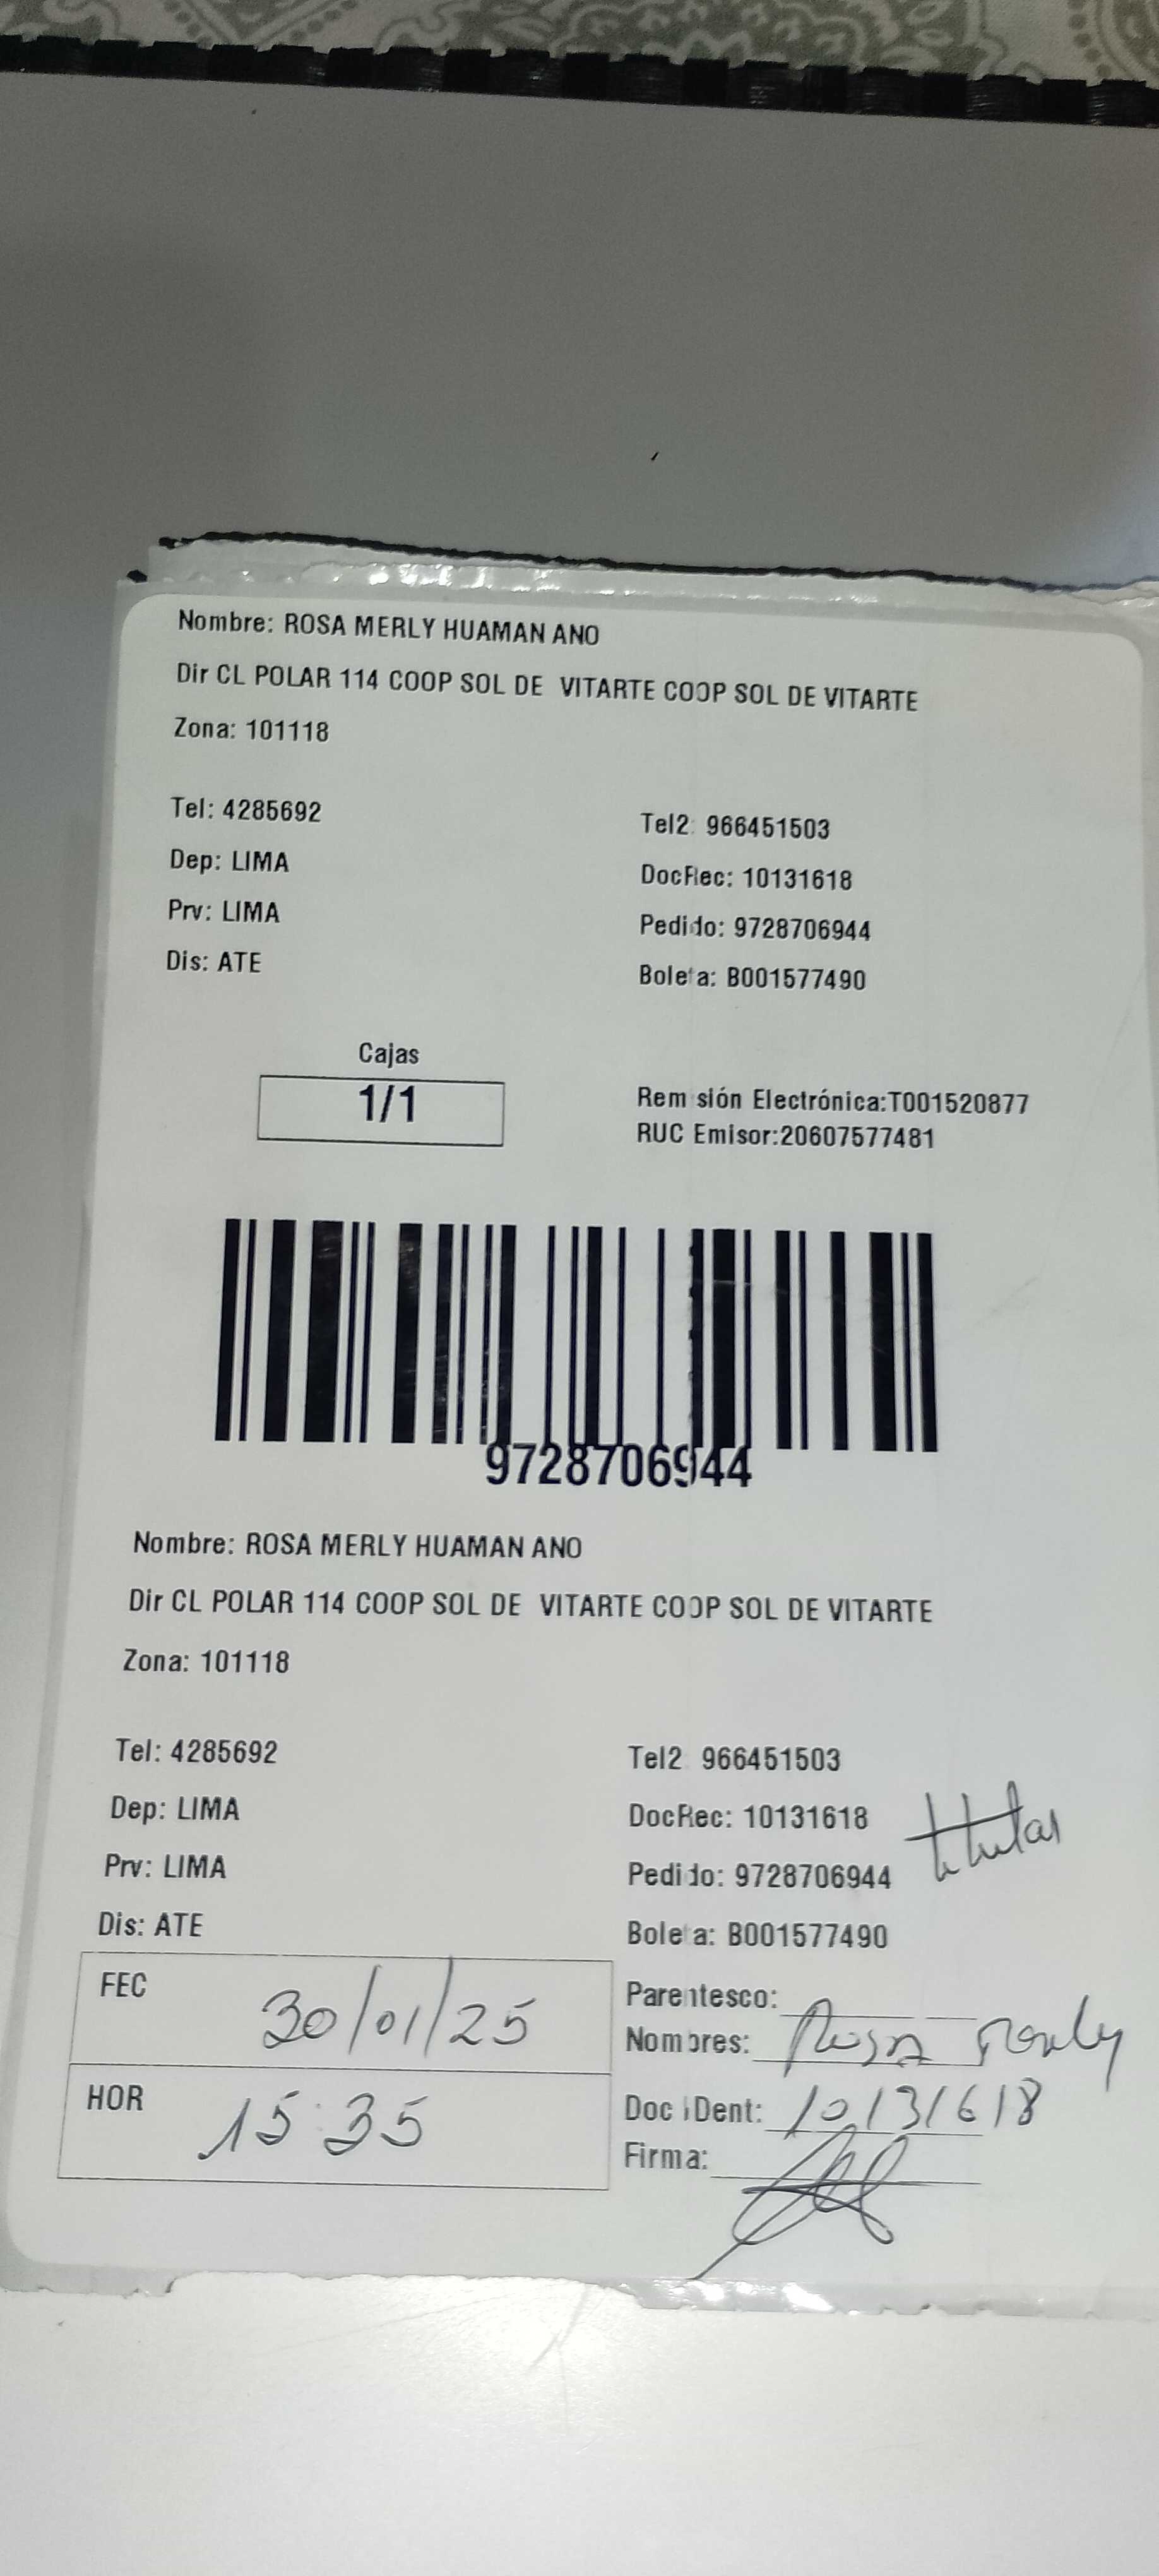 Nombre: ROSA MERLY HUAMAN ANO
Dir CL POLAR 114 COOP SOL DE VITARTE COOP SOL DE VITARTE
Zona: 101118
Tel: 4285692 Tel2: 966451503
Dep: LIMA DocRec: 10131618
Prv: LIMA Pedido: 9728706944
Dis: ATE Boleta: B001577490
Cajas
1/1
Remisión Electrónica:T001520877
RUC Emisor:20607577481
9728706944
Nombre: ROSA MERLY HUAMAN ANO
Dir CL POLAR 114 COOP SOL DE VITARTE COOP SOL DE VITARTE
Zona: 101118
Tel: 4285692 Tel2 966451503
Dep: LIMA DocRec: 10131618 titular
Prv: LIMA Pedido: 9728706944
Dis: ATE Boleta: B001577490
FEC 30/01/25
Parentesco:
Nombres: Rosa Merly
HOR 15:35
Doc iDent: 10131618
Firma: